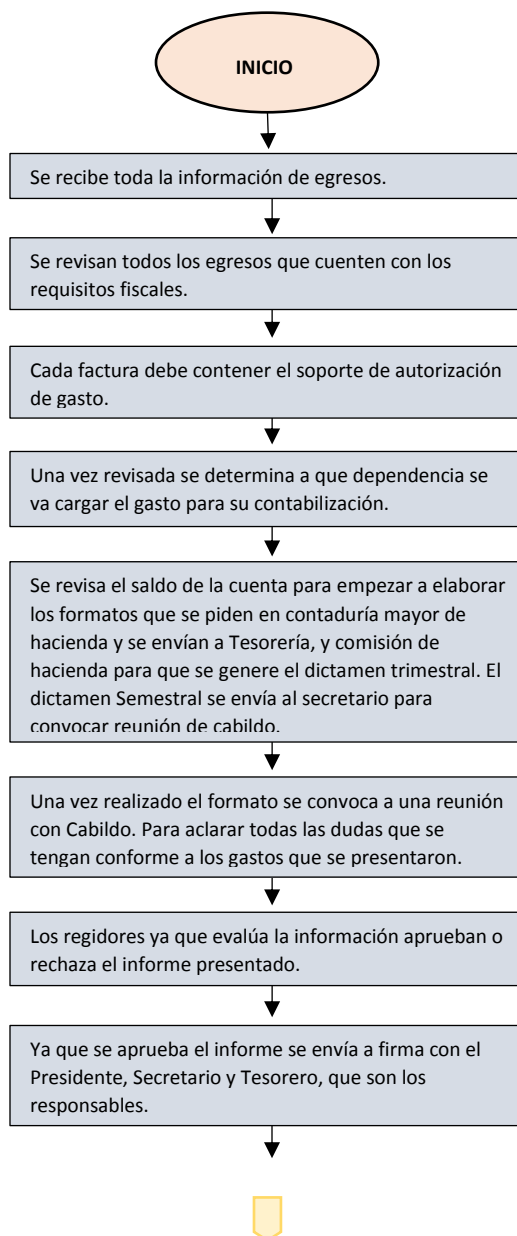 INICIO
Se recibe toda la información de egresos.
Se revisan todos los egresos que cuenten con los
requisitos fiscales.
Cada factura debe contener el soporte de autorización
de gasto.
Una vez revisada se determina a que dependencia se
va cargar el gasto para su contabilización.
Se revisa el saldo de la cuenta para empezar a elaborar
los formatos que se piden en contaduría mayor de
hacienda y se envían a Tesorería, y comisión de
hacienda para que se genere el dictamen trimestral. El
dictamen Semestral se envía al secretario para
convocar reunión de cabildo.
Una vez realizado el formato se convoca a una reunión
con Cabildo. Para aclarar todas las dudas que se
tengan conforme a los gastos que se presentaron.
Los regidores ya que evalúa la información aprueban o
rechaza el informe presentado.
Ya que se aprueba el informe se envía a firma con el
Presidente, Secretario y Tesorero, que son los
responsables.